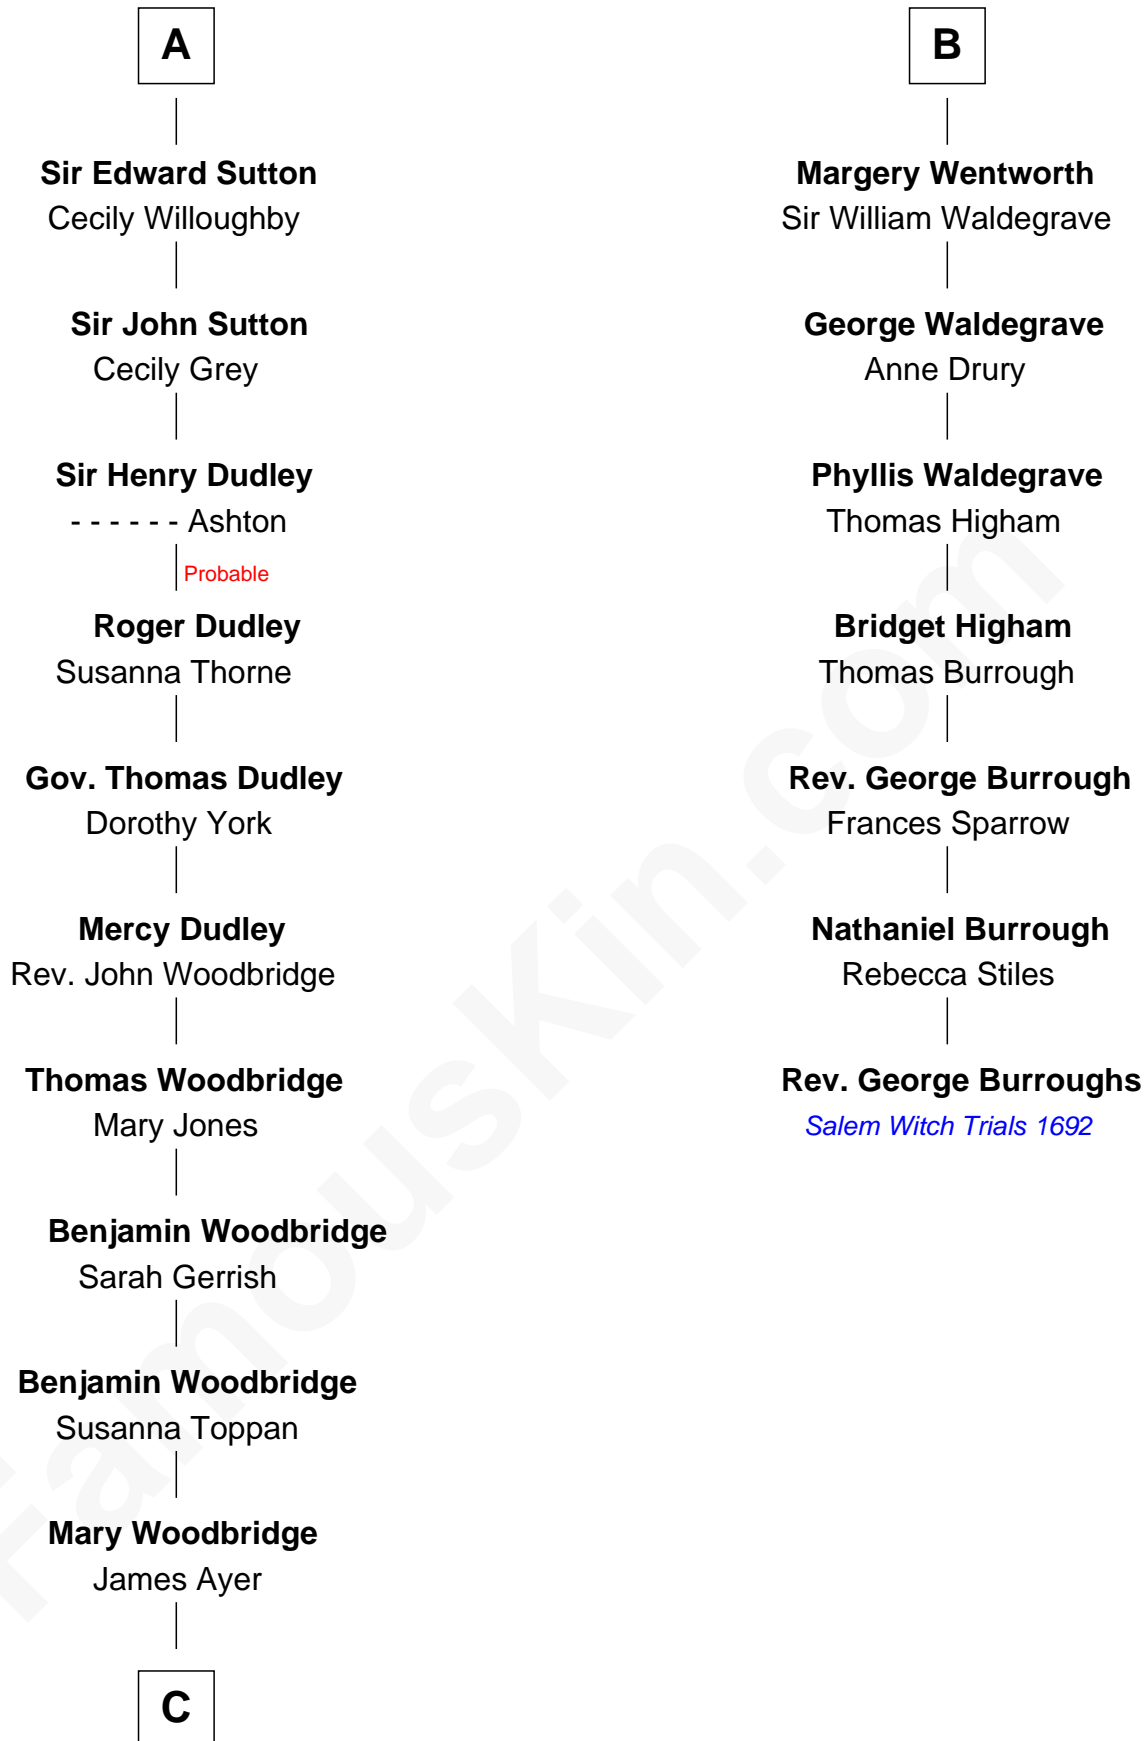 A
Sir Edward Sutton
Cecily Willoughby
Sir John Sutton
Cecily Grey
Sir Henry Dudley
- - - - - - Ashton
Probable
Roger Dudley
Susanna Thorne
Gov. Thomas Dudley
Dorothy York
Mercy Dudley
Rev. John Woodbridge
Thomas Woodbridge
Mary Jones
Benjamin Woodbridge
Sarah Gerrish
Benjamin Woodbridge
Susanna Toppan
Mary Woodbridge
James Ayer
C
B
Margery Wentworth
Sir William Waldegrave
George Waldegrave
Anne Drury
Phyllis Waldegrave
Thomas Higham
Bridget Higham
Thomas Burrough
Rev. George Burrough
Frances Sparrow
Nathaniel Burrough
Rebecca Stiles
Rev. George Burroughs
Salem Witch Trials 1692
FamousKin.com